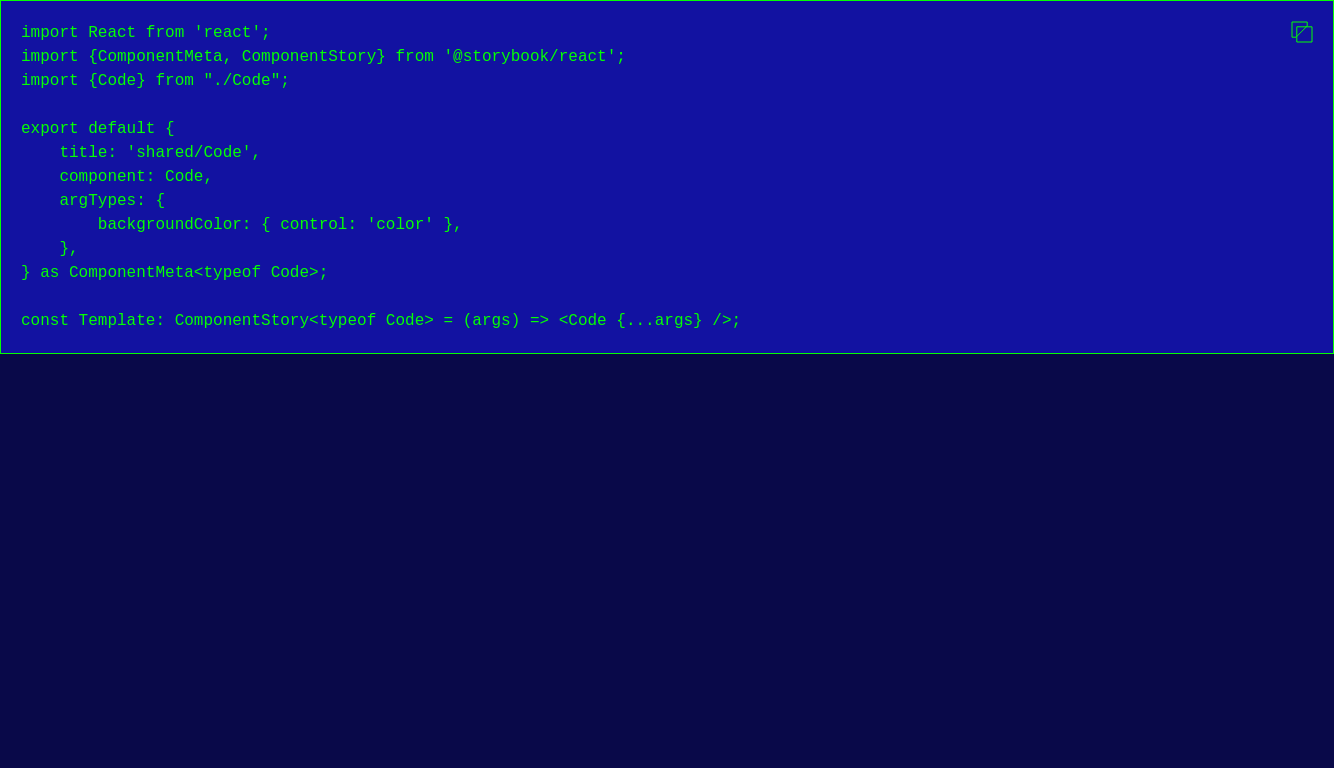 import React from 'react';
import {ComponentMeta, ComponentStory} from '@storybook/react';
import {Code} from "./Code";

export default {
    title: 'shared/Code',
    component: Code,
    argTypes: {
        backgroundColor: { control: 'color' },
    },
} as ComponentMeta<typeof Code>;

const Template: ComponentStory<typeof Code> = (args) => <Code {...args} />;